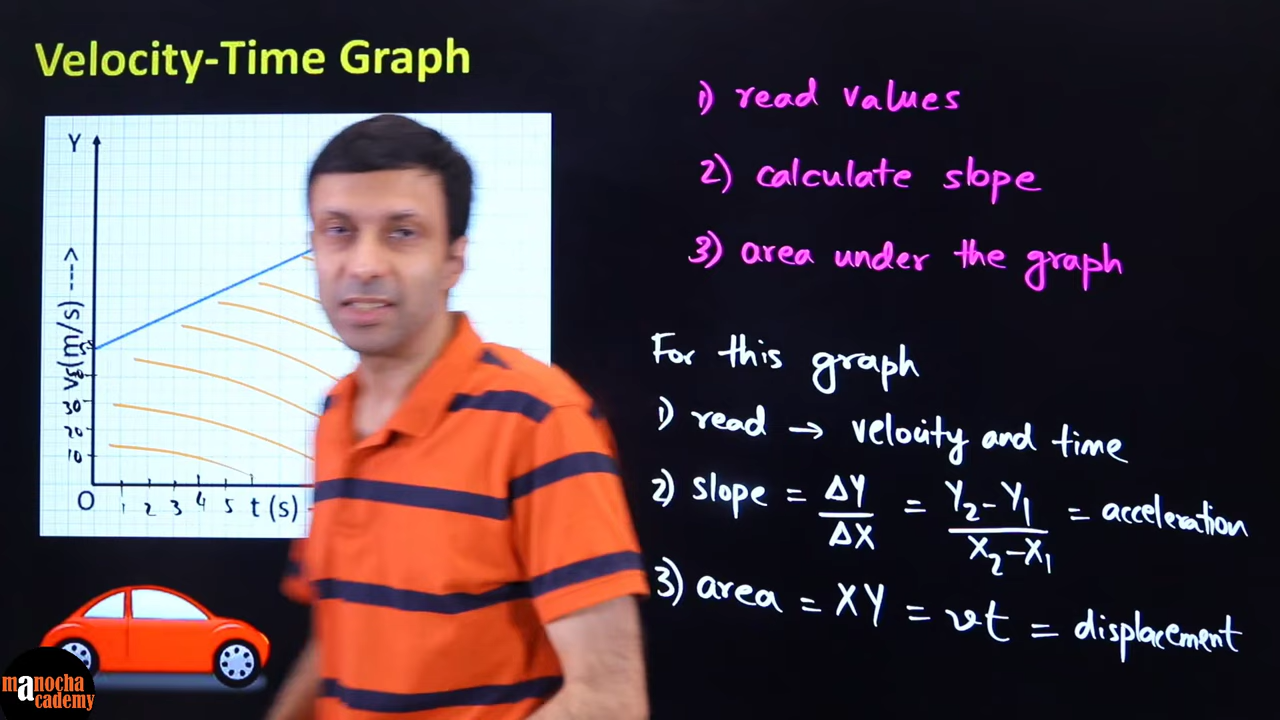 Velocity-Time Graph
Y
v (m/s) --->
50
30
20
10
0 1 2 3 4 5 t (s)
1) read values
2) calculate slope
3) area under the graph
For this graph
1) read → velocity and time
2) slope = ΔY/ΔX = Y₂-Y₁/X₂-X₁ = acceleration
3) area = XY = vt = displacement
manocha
academy